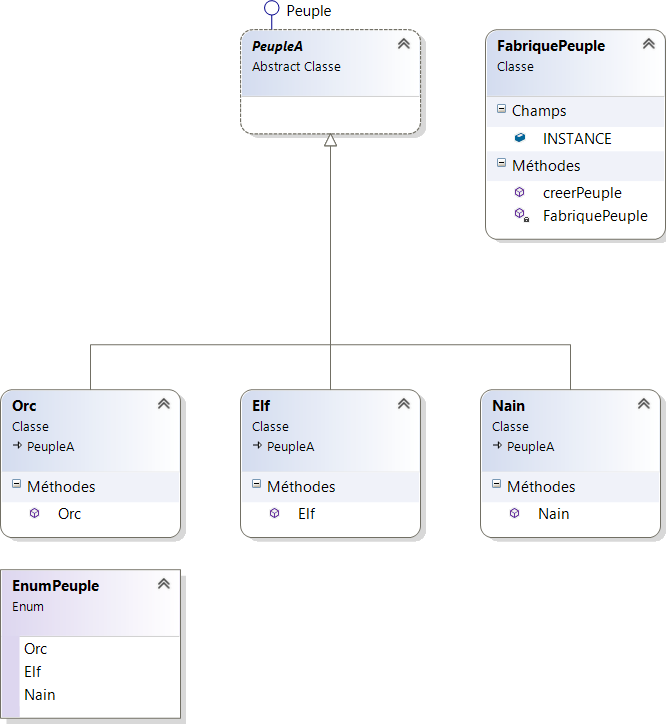 Peuple
PeupleA
Abstract Classe
FabriquePeuple
Classe
Champs
INSTANCE
Méthodes
creerPeuple
FabriquePeuple
Orc
Classe
PeupleA
Méthodes
Orc
Elf
Classe
PeupleA
Méthodes
Elf
Nain
Classe
PeupleA
Méthodes
Nain
EnumPeuple
Enum
Orc
Elf
Nain